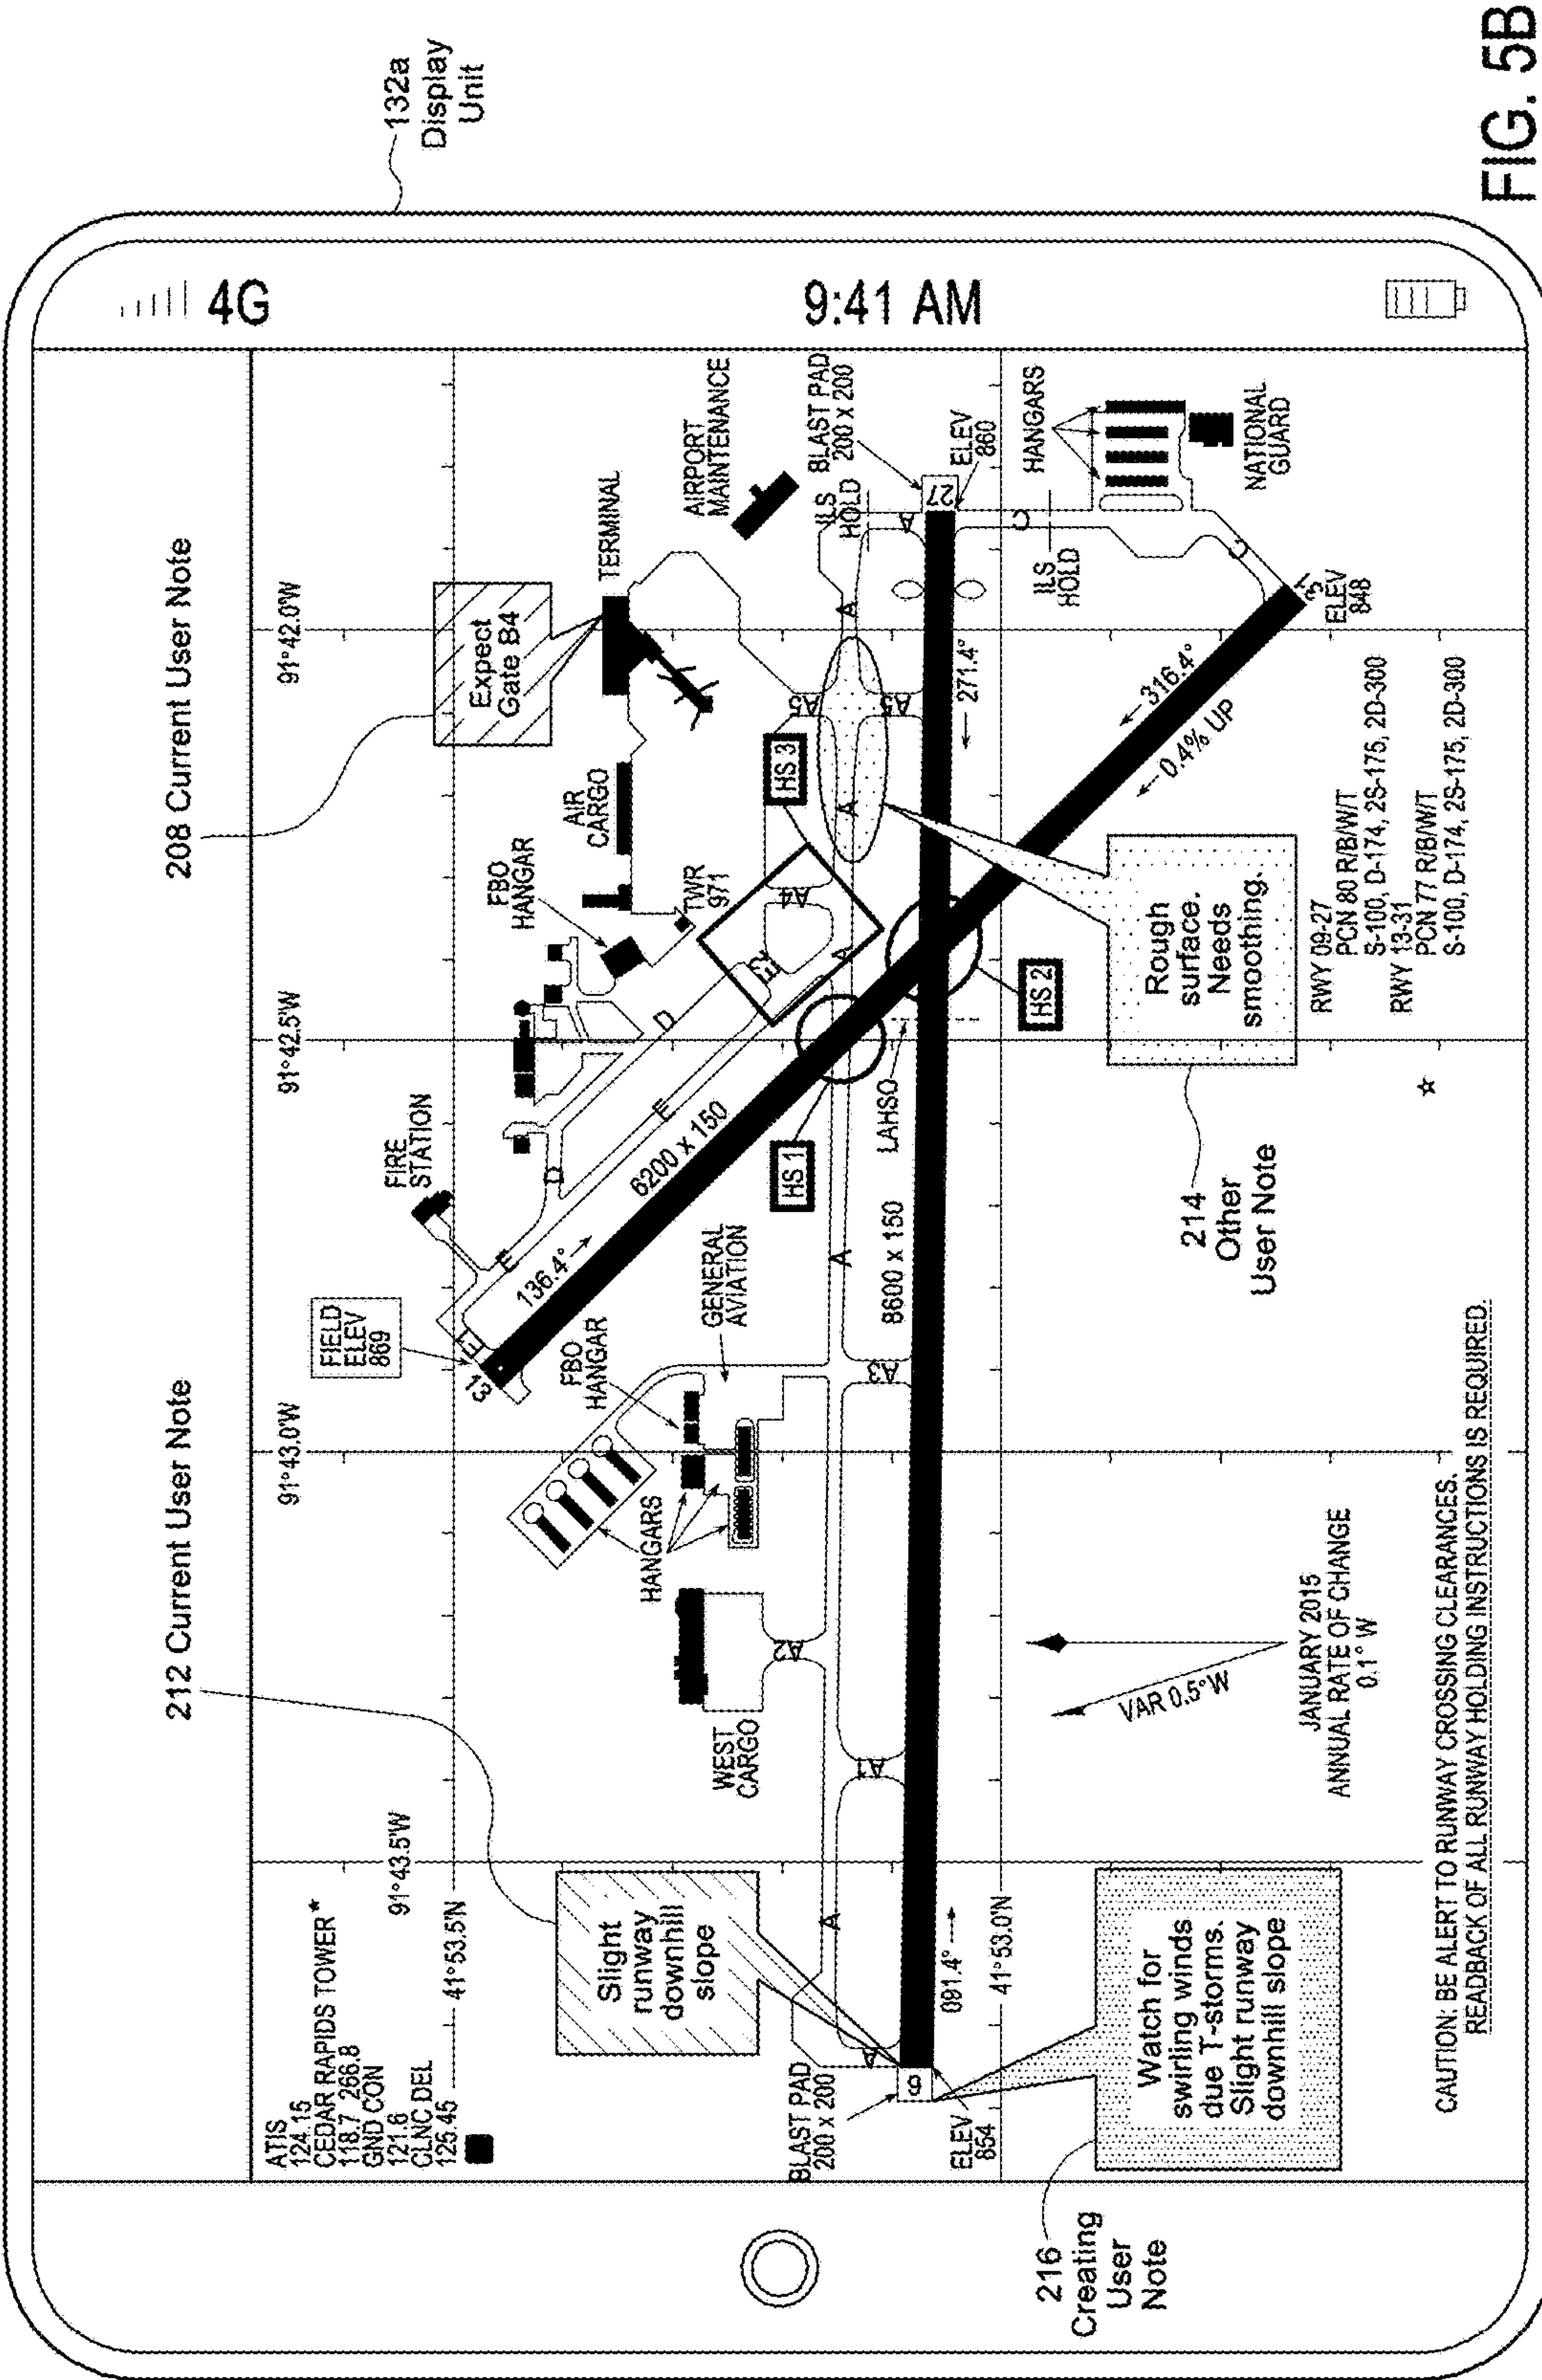 FIG. 5B
132a
Display
Unit
4G
9:41 AM
212 Current User Note
208 Current User Note
ATIS
124.15
CEDAR RAPIDS TOWER*
118.7 266.8
GND CON
121.6
CLNC DEL
125.45
91°43.5'W
91°43.0'W
91°42.5'W
91°42.0'W
41°53.5'N
41°53.0'N
FIELD
ELEV
869
FIRE
STATION
FBO
HANGAR
AIR
CARGO
TERMINAL
Expect
Gate B4
AIRPORT
MAINTENANCE
TWR
971
Slight
runway
downhill
slope
WEST
CARGO
HANGARS
FBO
HANGAR
GENERAL
AVIATION
13
E
136.4°
E
D
6200 x 150
E
D
E
HS 1
HS 3
HS 2
A4
A5
A5
ILS
HOLD
BLAST PAD
200 x 200
A
A
A1
A2
A3
A
A
A
A
A
8600 x 150
LAHSO
271.4°
27
ELEV
860
BLAST PAD
200 x 200
ELEV
854
091.4°
C
ILS
HOLD
HANGARS
NATIONAL
GUARD
C
ELEV
848
316.4°
0.4% UP
Watch for
swirling winds
due T-storms.
Slight runway
downhill slope
216
Creating
User
Note
VAR 0.5°W
JANUARY 2015
ANNUAL RATE OF CHANGE
0.1° W
Rough
surface.
Needs
smoothing.
214
Other
User Note
RWY 09-27
PCN 80 R/B/W/T
S-100, D-174, 2S-175, 2D-300
RWY 13-31
PCN 77 R/B/W/T
S-100, D-174, 2S-175, 2D-300
CAUTION: BE ALERT TO RUNWAY CROSSING CLEARANCES.
READBACK OF ALL RUNWAY HOLDING INSTRUCTIONS IS REQUIRED.